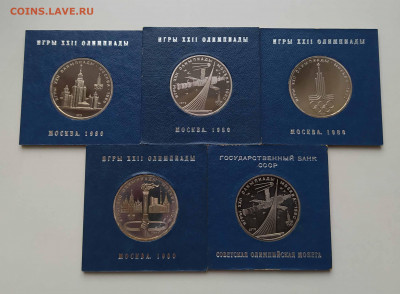 COINS.LAVE.RU
ИГРЫ XXII ОЛИМПИАДЫ
МОСКВА. 1980
ИГРЫ XXII ОЛИМПИАДЫ
МОСКВА. 1980
ИГРЫ XXII ОЛИМПИАДЫ
МОСКВА. 1980
ИГРЫ XXII ОЛИМПИАДЫ
МОСКВА. 1980
ГОСУДАРСТВЕННЫЙ БАНК
СССР
СОВЕТСКАЯ ОЛИМПИЙСКАЯ МОНЕТА